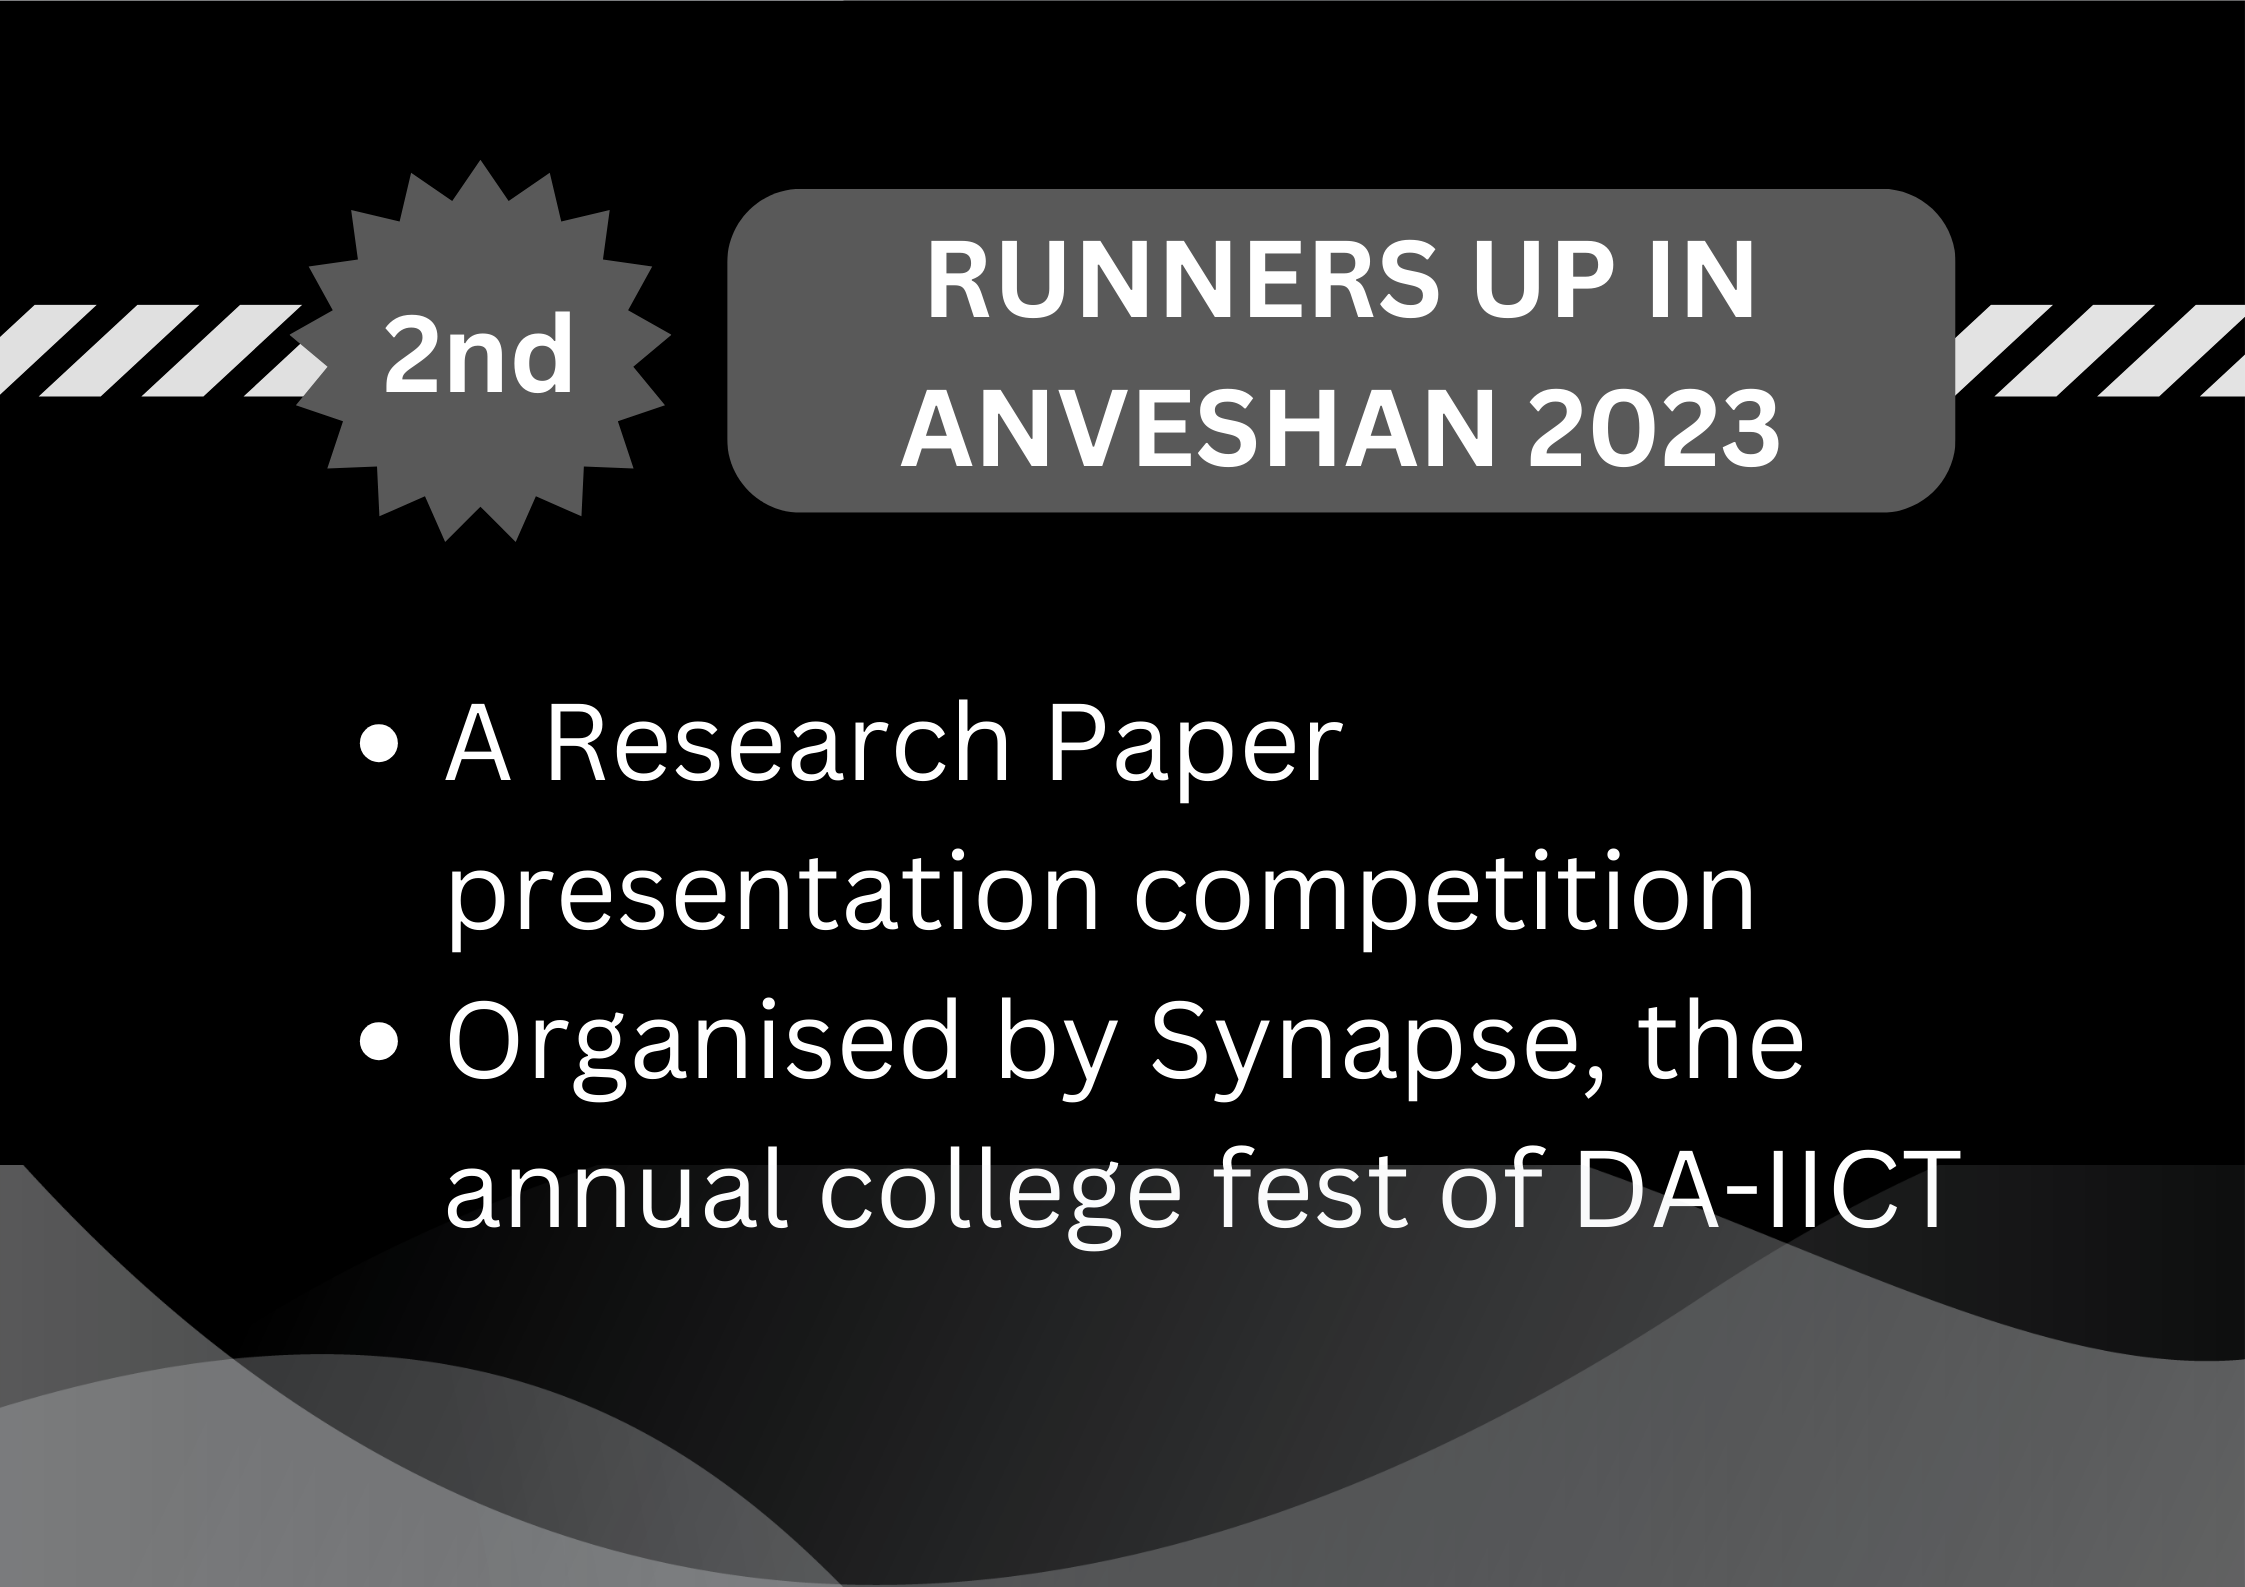 2nd
RUNNERS UP IN
ANVESHAN 2023
• A Research Paper
presentation competition
• Organised by Synapse, the
annual college fest of DA-IICT